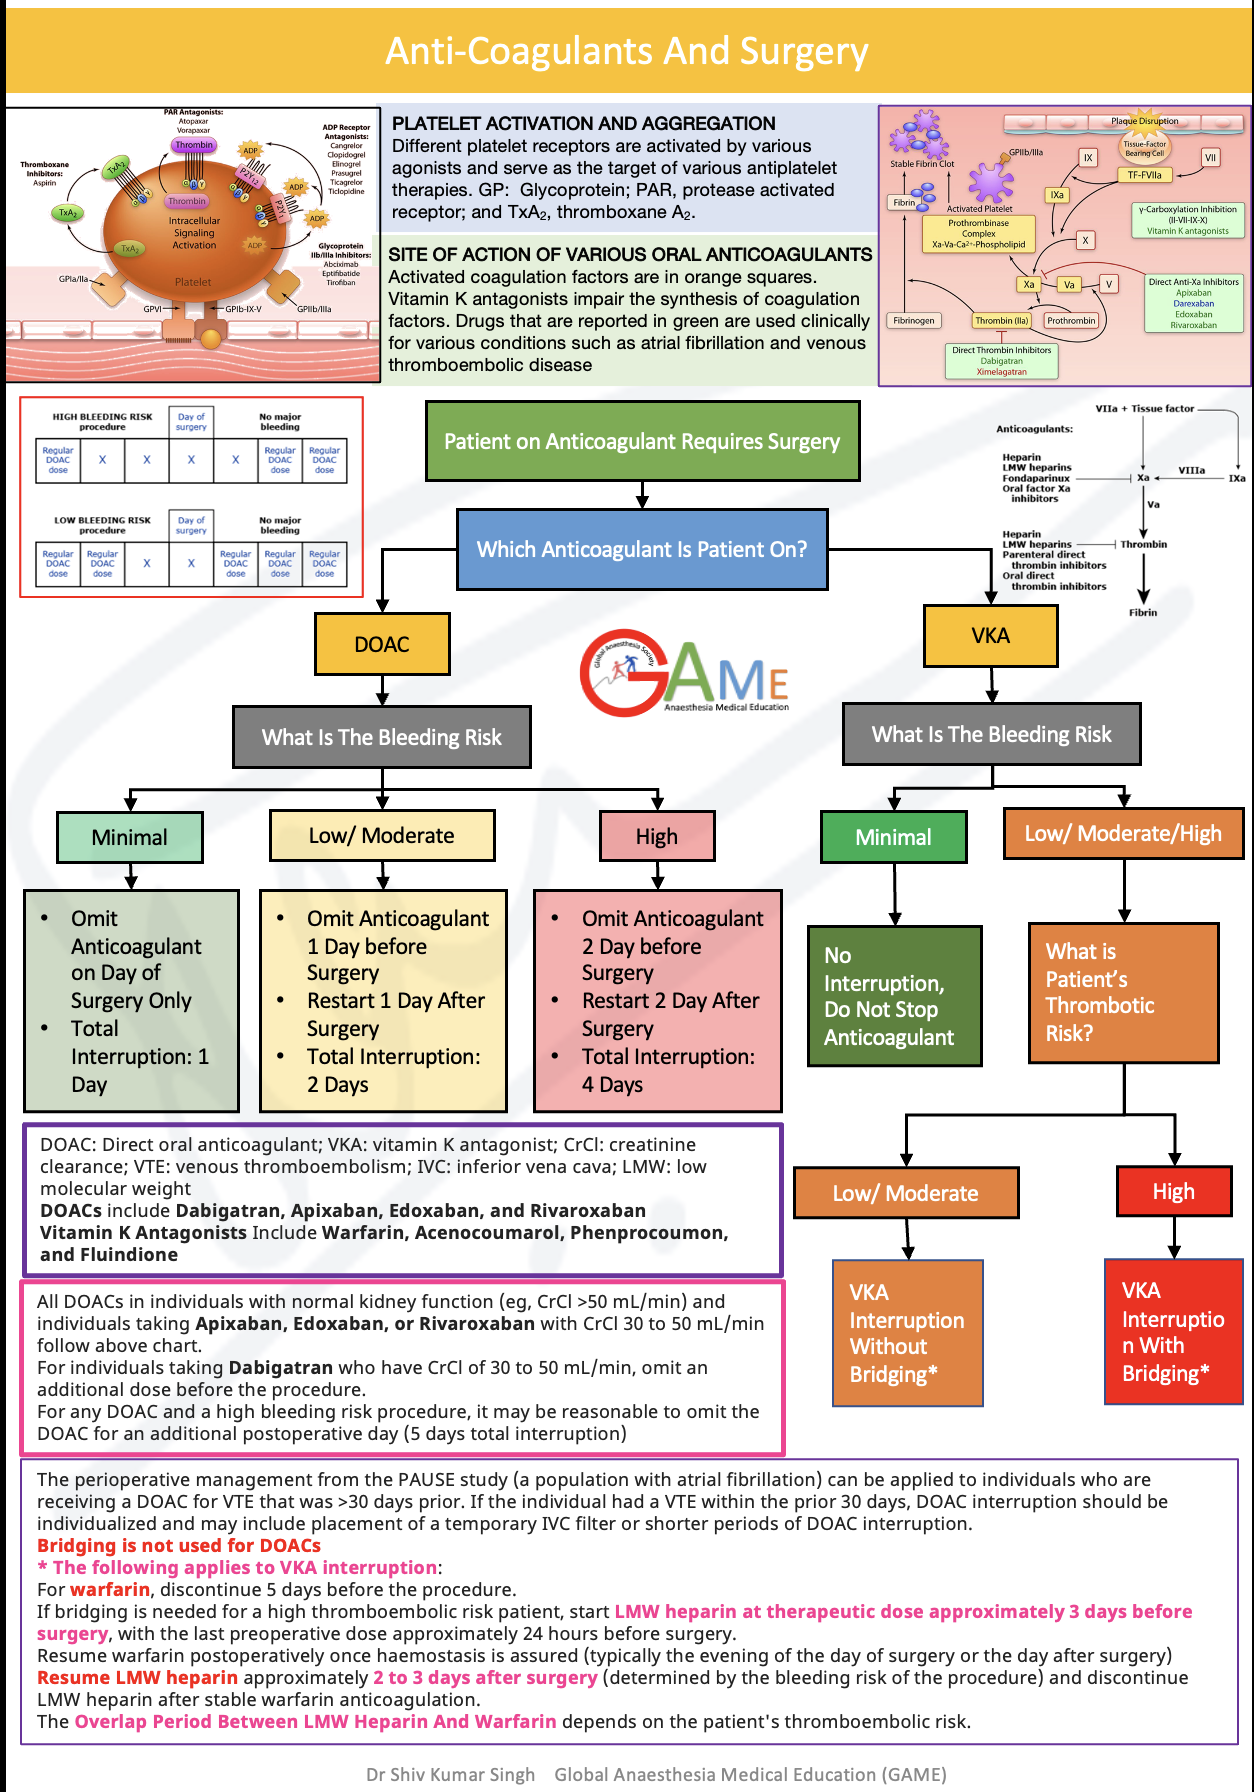 Anti-Coagulants And Surgery
PAR Antagonists:
Atopaxar
Vorapaxar
Thrombin
ADP Receptor
Antagonists:
Cangrelor
Clopidogrel
Elinogrel
Prasugrel
Ticagrelor
Ticlopidine
Thromboxane
Inhibitors:
Aspirin
TxA₂
TxA₂
TxA₂
Thrombin
ADP
ADP
ADP
ADP
P2Y₁₂
P2Y₁
Intracellular
Signaling
Activation
Platelet
Glycoprotein
IIb/IIIa Inhibitors:
Abciximab
Eptifibatide
Tirofiban
GPIa/IIa
GPVI
GPIb-IX-V
GPIIb/IIIa
PLATELET ACTIVATION AND AGGREGATION
Different platelet receptors are activated by various
agonists and serve as the target of various antiplatelet
therapies. GP: Glycoprotein; PAR, protease activated
receptor; and TxA₂, thromboxane A₂.
SITE OF ACTION OF VARIOUS ORAL ANTICOAGULANTS
Activated coagulation factors are in orange squares.
Vitamin K antagonists impair the synthesis of coagulation
factors. Drugs that are reported in green are used clinically
for various conditions such as atrial fibrillation and venous
thromboembolic disease
Plaque Disruption
Tissue-Factor
Bearing Cell
GPIIb/IIIa
Stable Fibrin Clot
IX
VII
TF-FVIIa
IXa
Fibrin
Activated Platelet
Prothrombinase
Complex
Xa-Va-Ca²⁺-Phospholipid
γ-Carboxylation Inhibition
(II-VII-IX-X)
Vitamin K antagonists
X
Xa
Va
V
Direct Anti-Xa Inhibitors
Apixaban
Darexaban
Edoxaban
Rivaroxaban
Fibrinogen
Thrombin (IIa)
Prothrombin
Direct Thrombin Inhibitors
Dabigatran
Ximelagatran
HIGH BLEEDING RISK
procedure
Day of
surgery
No major
bleeding
Regular DOAC dose X X X X Regular DOAC dose Regular DOAC dose
LOW BLEEDING RISK
procedure
Day of
surgery
No major
bleeding
Regular DOAC dose Regular DOAC dose X X Regular DOAC dose Regular DOAC dose Regular DOAC dose
Patient on Anticoagulant Requires Surgery
Which Anticoagulant Is Patient On?
VIIa + Tissue factor
Anticoagulants:
Heparin
LMW heparins
Fondaparinux
Oral factor Xa
inhibitors
Xa
VIIIa
IXa
Va
Heparin
LMW heparins
Parenteral direct
thrombin inhibitors
Oral direct
thrombin inhibitors
Thrombin
Fibrin
DOAC
VKA
Global Anaesthesia Society
GAME
Anaesthesia Medical Education
What Is The Bleeding Risk
What Is The Bleeding Risk
Minimal
Low/ Moderate
High
Minimal
Low/ Moderate/High
• Omit
Anticoagulant
on Day of
Surgery Only
• Total
Interruption: 1
Day
• Omit Anticoagulant
1 Day before
Surgery
• Restart 1 Day After
Surgery
• Total Interruption:
2 Days
• Omit Anticoagulant
2 Day before
Surgery
• Restart 2 Day After
Surgery
• Total Interruption:
4 Days
No
Interruption,
Do Not Stop
Anticoagulant
What is
Patient's
Thrombotic
Risk?
Low/ Moderate
High
VKA
Interruption
Without
Bridging*
VKA
Interruptio
n With
Bridging*
DOAC: Direct oral anticoagulant; VKA: vitamin K antagonist; CrCl: creatinine
clearance; VTE: venous thromboembolism; IVC: inferior vena cava; LMW: low
molecular weight
DOACs include Dabigatran, Apixaban, Edoxaban, and Rivaroxaban
Vitamin K Antagonists Include Warfarin, Acenocoumarol, Phenprocoumon,
and Fluindione
All DOACs in individuals with normal kidney function (eg, CrCl >50 mL/min) and
individuals taking Apixaban, Edoxaban, or Rivaroxaban with CrCl 30 to 50 mL/min
follow above chart.
For individuals taking Dabigatran who have CrCl of 30 to 50 mL/min, omit an
additional dose before the procedure.
For any DOAC and a high bleeding risk procedure, it may be reasonable to omit the
DOAC for an additional postoperative day (5 days total interruption)
The perioperative management from the PAUSE study (a population with atrial fibrillation) can be applied to individuals who are
receiving a DOAC for VTE that was >30 days prior. If the individual had a VTE within the prior 30 days, DOAC interruption should be
individualized and may include placement of a temporary IVC filter or shorter periods of DOAC interruption.
Bridging is not used for DOACs
* The following applies to VKA interruption:
For warfarin, discontinue 5 days before the procedure.
If bridging is needed for a high thromboembolic risk patient, start LMW heparin at therapeutic dose approximately 3 days before
surgery, with the last preoperative dose approximately 24 hours before surgery.
Resume warfarin postoperatively once haemostasis is assured (typically the evening of the day of surgery or the day after surgery)
Resume LMW heparin approximately 2 to 3 days after surgery (determined by the bleeding risk of the procedure) and discontinue
LMW heparin after stable warfarin anticoagulation.
The Overlap Period Between LMW Heparin And Warfarin depends on the patient's thromboembolic risk.
Dr Shiv Kumar Singh Global Anaesthesia Medical Education (GAME)